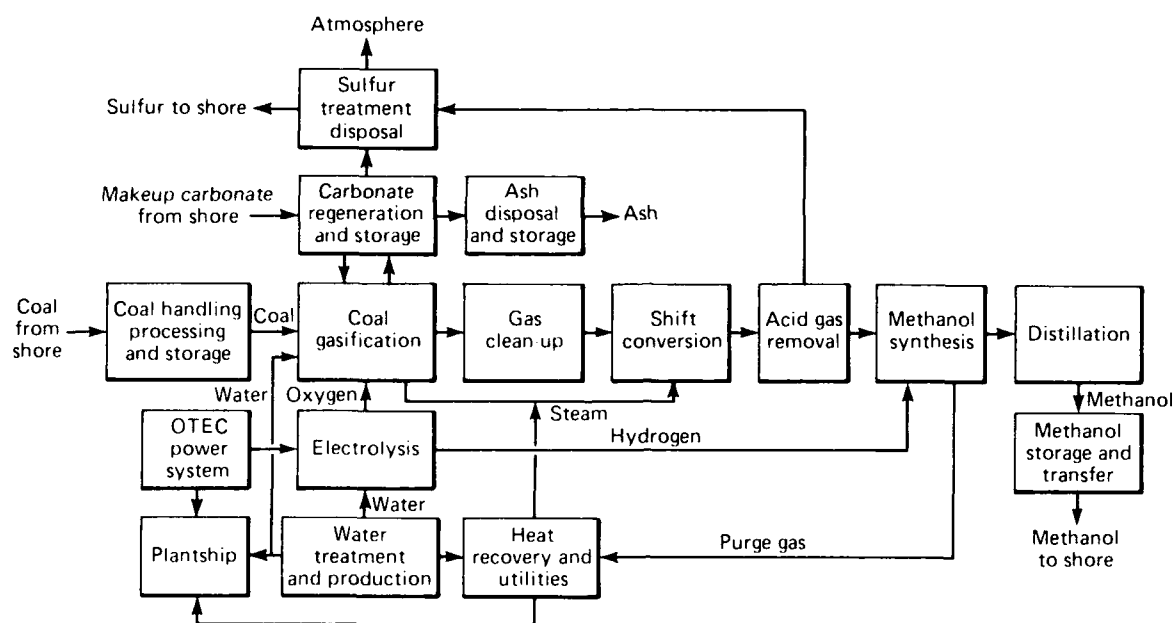 Atmosphere
Sulfur to shore
Sulfur
treatment
disposal
Makeup carbonate
from shore
Carbonate
regeneration
and storage
Ash
disposal
and storage
Ash
Coal
from
shore
Coal handling
processing
and storage
Coal
Coal
gasification
Gas
clean-up
Shift
conversion
Acid gas
removal
Methanol
synthesis
Distillation
Water
Oxygen
Steam
Methanol
OTEC
power
system
Electrolysis
Hydrogen
Methanol
storage and
transfer
Water
Plantship
Water
treatment
and production
Heat
recovery and
utilities
Purge gas
Methanol
to shore